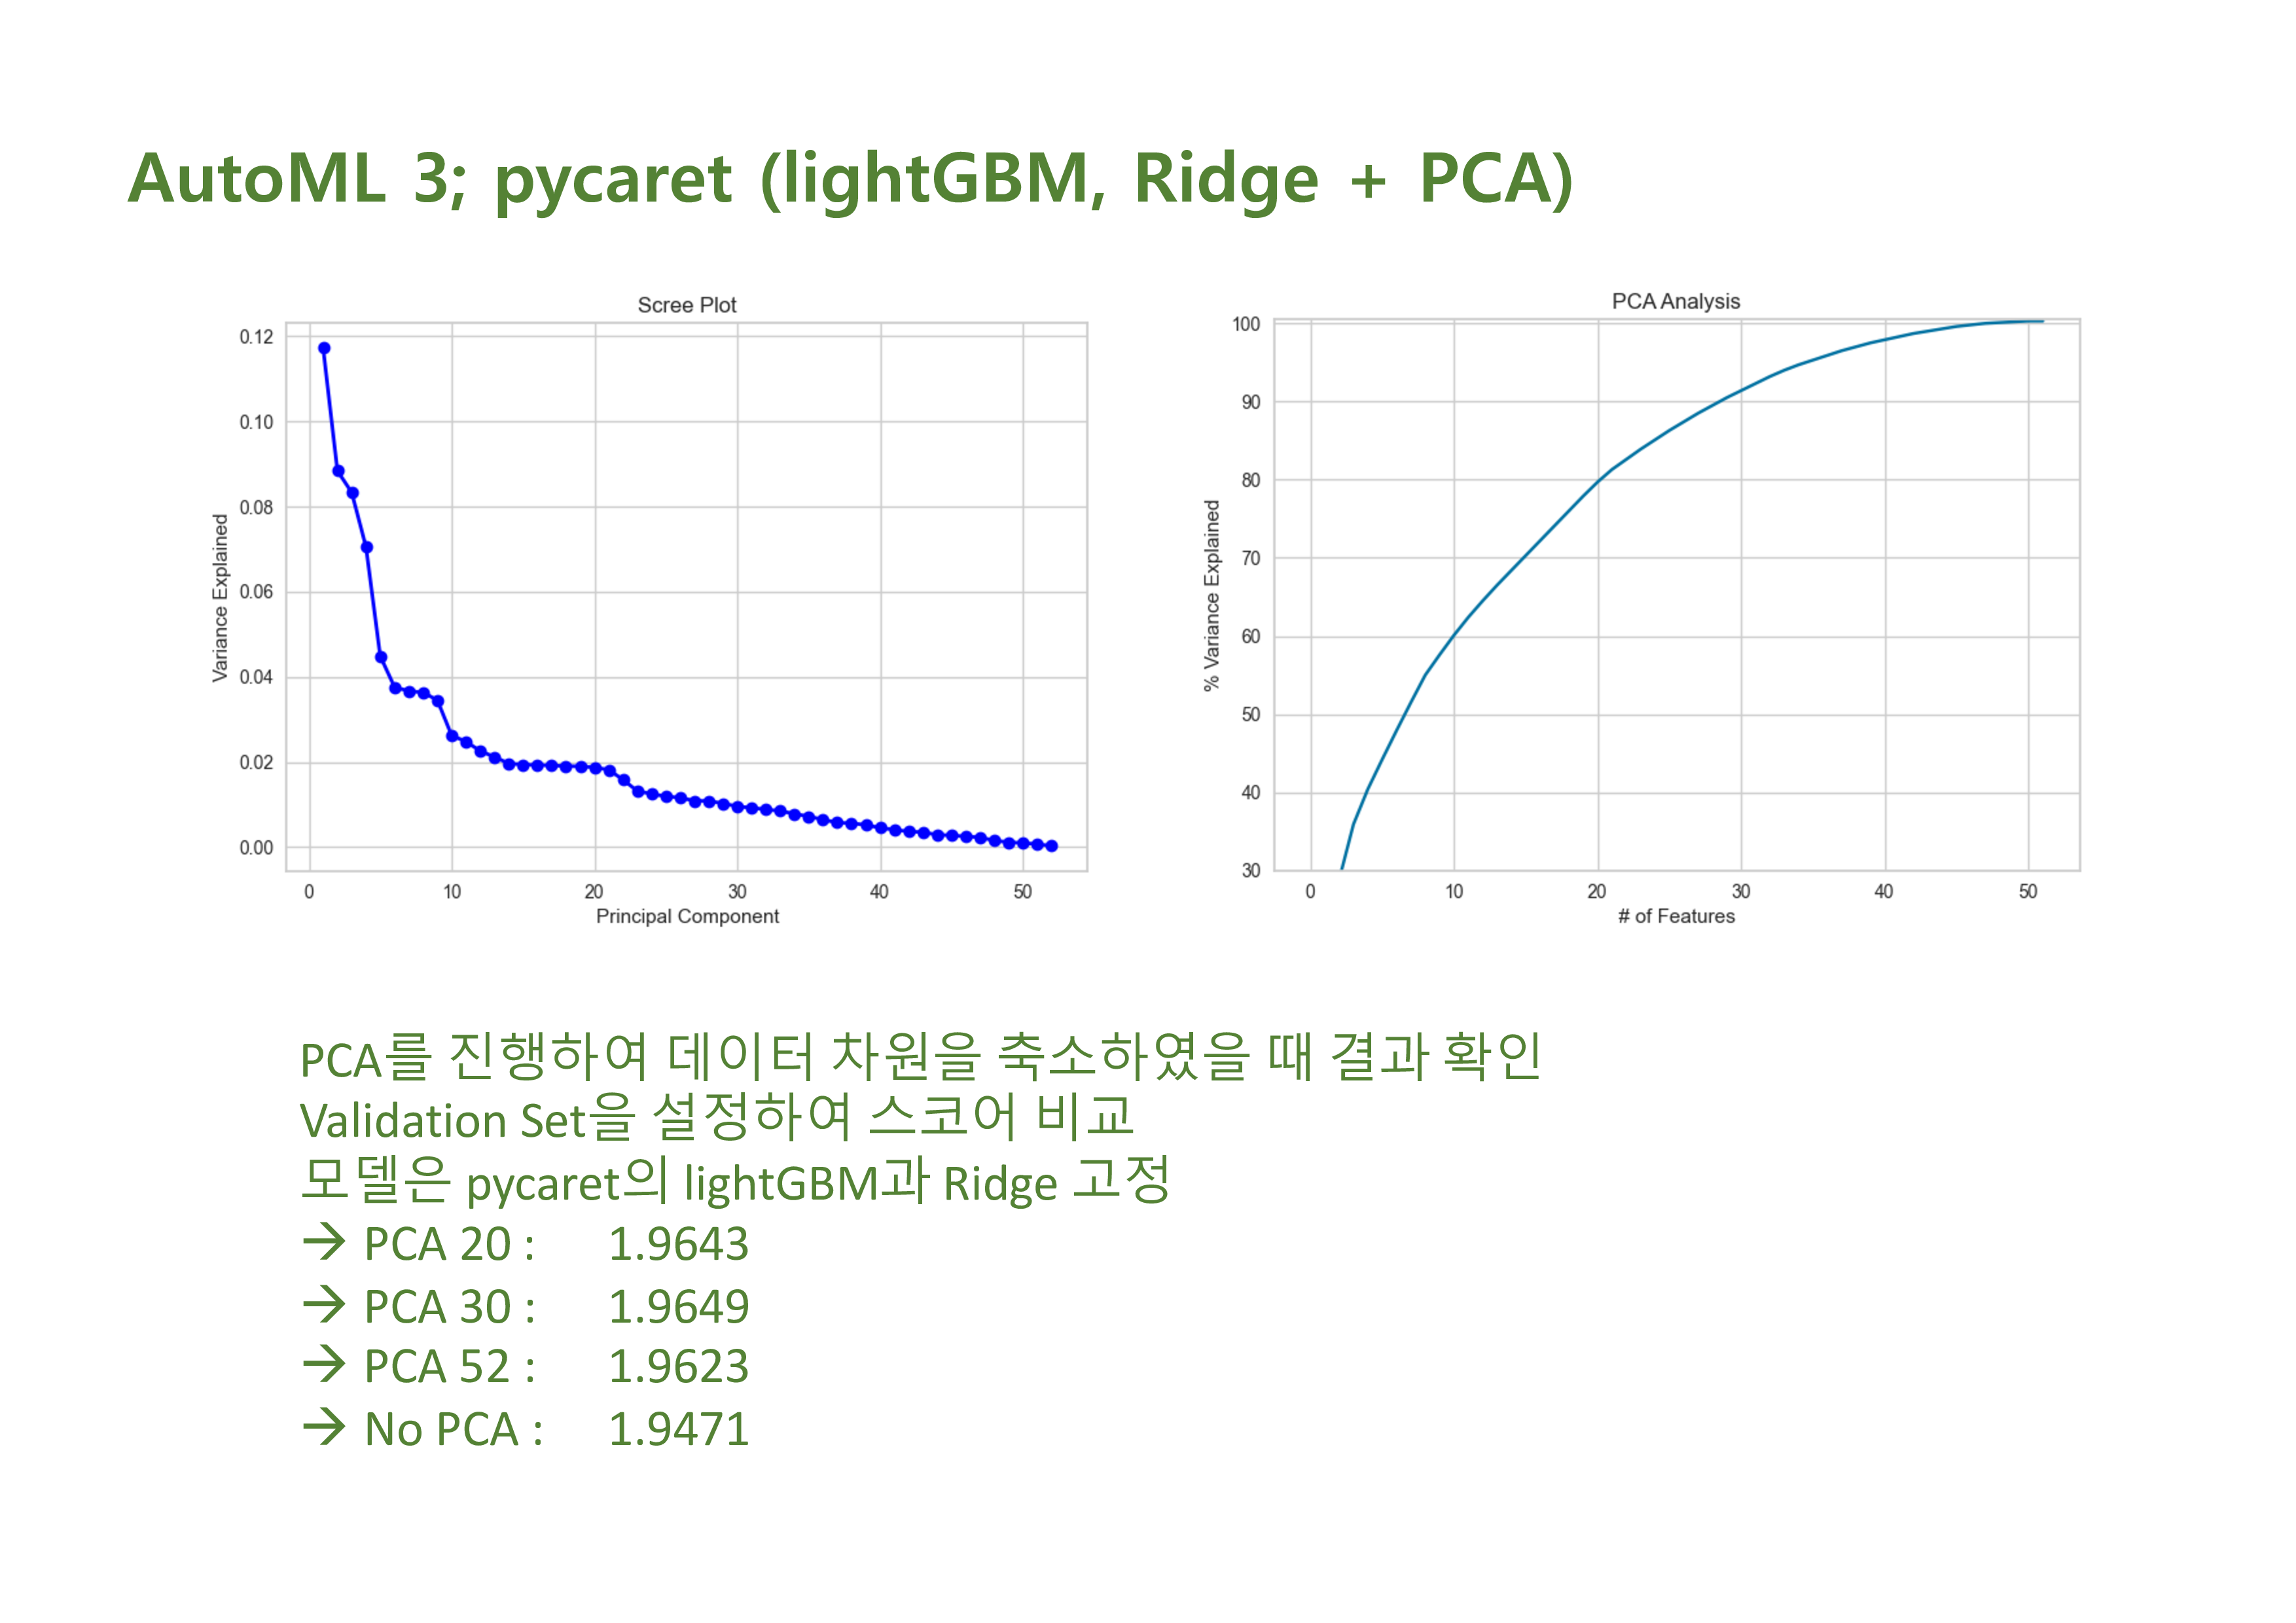 AutoML 3; pycaret (lightGBM, Ridge + PCA)
Scree Plot
0.12
0.10
0.08
0.06
0.04
0.02
0.00
Variance Explained
0 10 20 30 40 50
Principal Component
PCA Analysis
100
90
80
70
60
50
40
30
% Variance Explained
0 10 20 30 40 50
# of Features
PCA를 진행하여 데이터 차원을 축소하였을 때 결과 확인
Validation Set을 설정하여 스코어 비교
모델은 pycaret의 lightGBM과 Ridge 고정
→ PCA 20 : 1.9643
→ PCA 30 : 1.9649
→ PCA 52 : 1.9623
→ No PCA : 1.9471